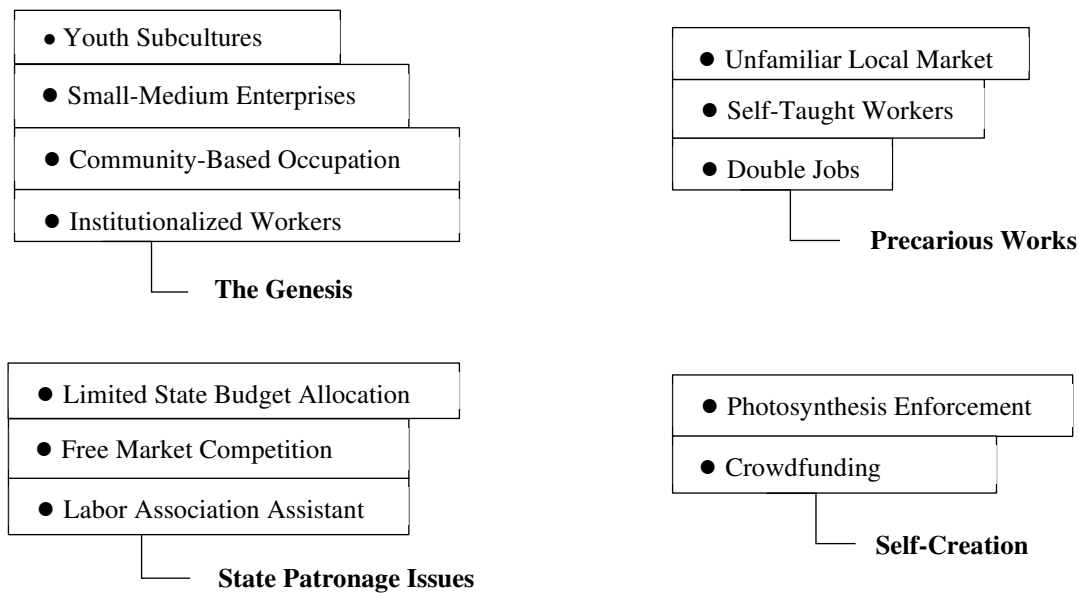 ● Youth Subcultures
● Small-Medium Enterprises
● Community-Based Occupation
● Institutionalized Workers
The Genesis
● Unfamiliar Local Market
● Self-Taught Workers
● Double Jobs
Precarious Works
● Limited State Budget Allocation
● Free Market Competition
● Labor Association Assistant
State Patronage Issues
● Photosynthesis Enforcement
● Crowdfunding
Self-Creation